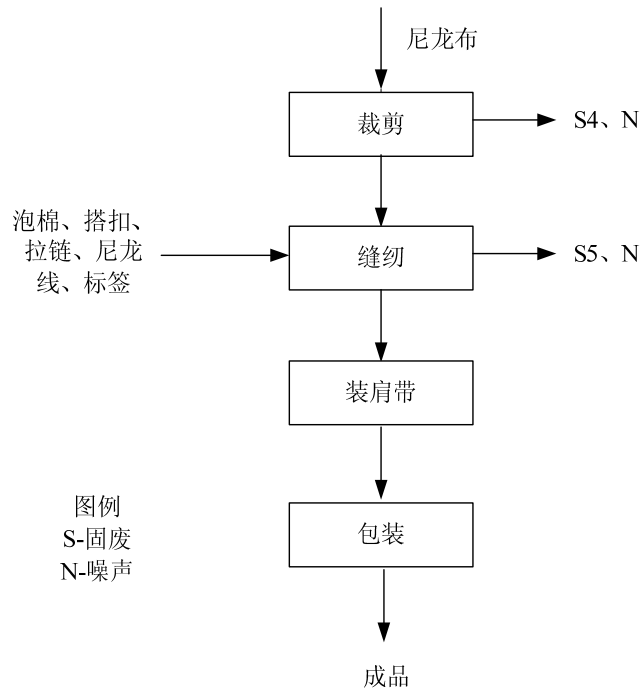 尼龙布
裁剪
S4、N
泡棉、搭扣、
拉链、尼龙
线、标签
缝纫
S5、N
装肩带
图例
S-固废
N-噪声
包装
成品